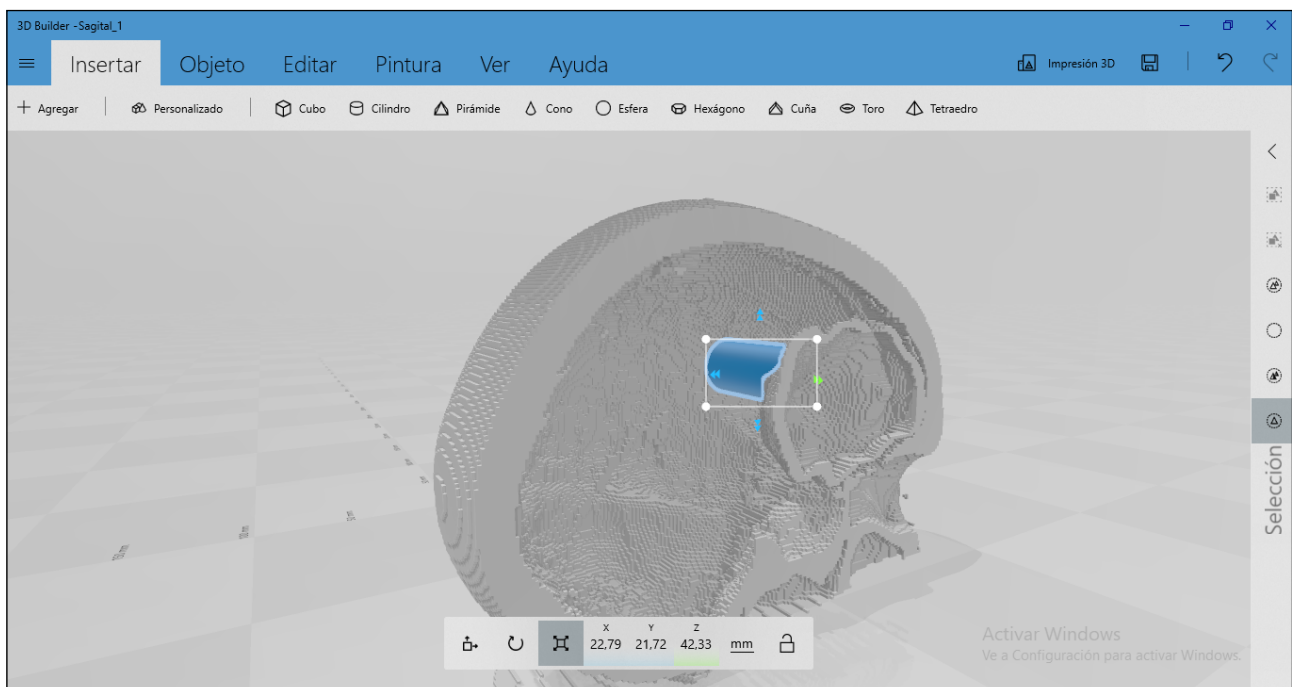 3D Builder -Sagital_1
Insertar Objeto Editar Pintura Ver Ayuda Impresión 3D
Agregar Personalizado Cubo Cilindro Pirámide Cono Esfera Hexágono Cuña Toro Tetraedro
Selección
X Y Z
22,79 21,72 42,33 mm
Activar Windows
Ve a Configuración para activar Windows.